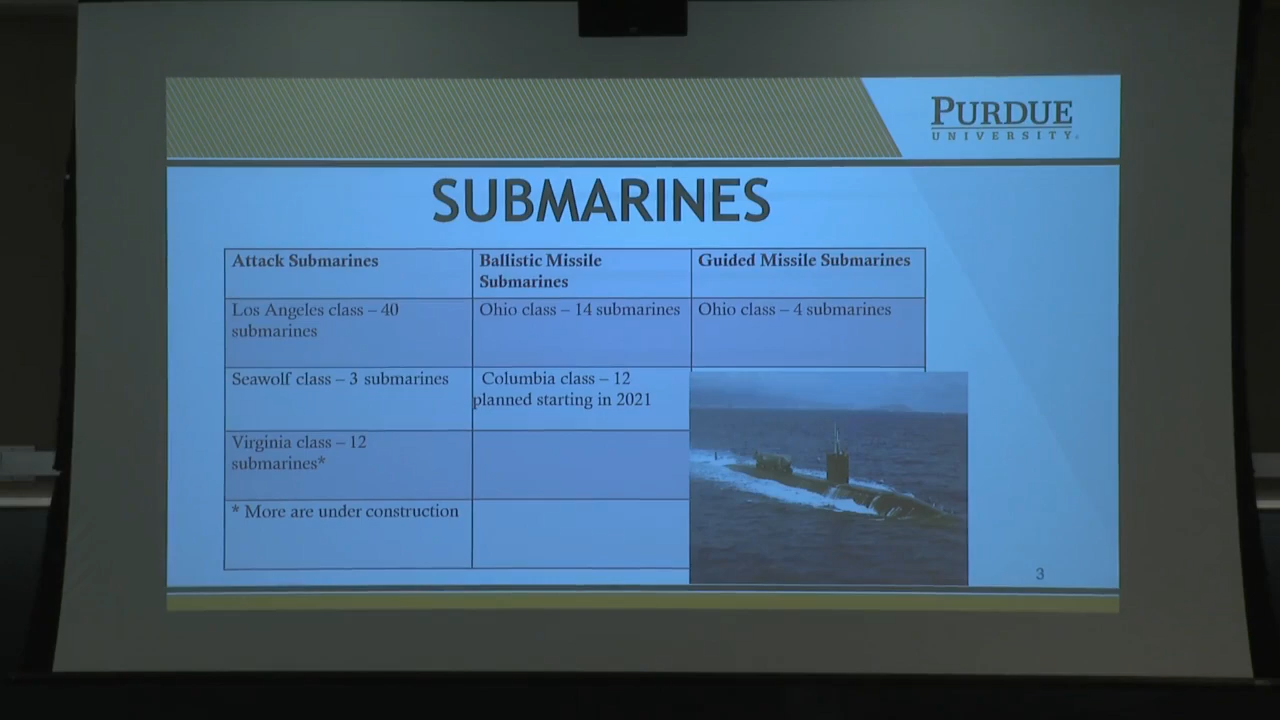 PURDUE
UNIVERSITY
SUBMARINES
Attack Submarines
Ballistic Missile
Submarines
Guided Missile Submarines
Los Angeles class – 40
submarines
Ohio class – 14 submarines
Ohio class – 4 submarines
Seawolf class – 3 submarines
Columbia class – 12
planned starting in 2021
Virginia class – 12
submarines*
* More are under construction
3